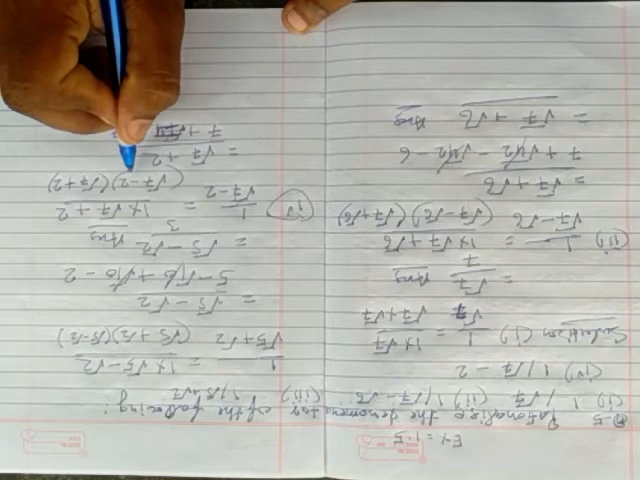 Ex = 1.5
Q-5 Rationalise the denominator of the following:
(i) 1/√7 (ii) 1/√7-√6 (iii) 1/√5+√2
(iv) 1/√7 - 2
Solution (i) 1/√7 = 1×√7/√7×√7
= √7/7 Ans
(ii) 1/√7-√6 = 1×√7+√6/(√7-√6)(√7+√6)
= √7+√6/7+√42-√42-6
= √7+√6 Ans
1/√5+√2 = 1×√5-√2/(√5+√2)(√5-√2)
= √5-√2/5-√10+√10-2
= √5-√2/3 Ans
(iv) 1/√7-2 = 1×√7+2/(√7-2)(√7+2)
= √7+2